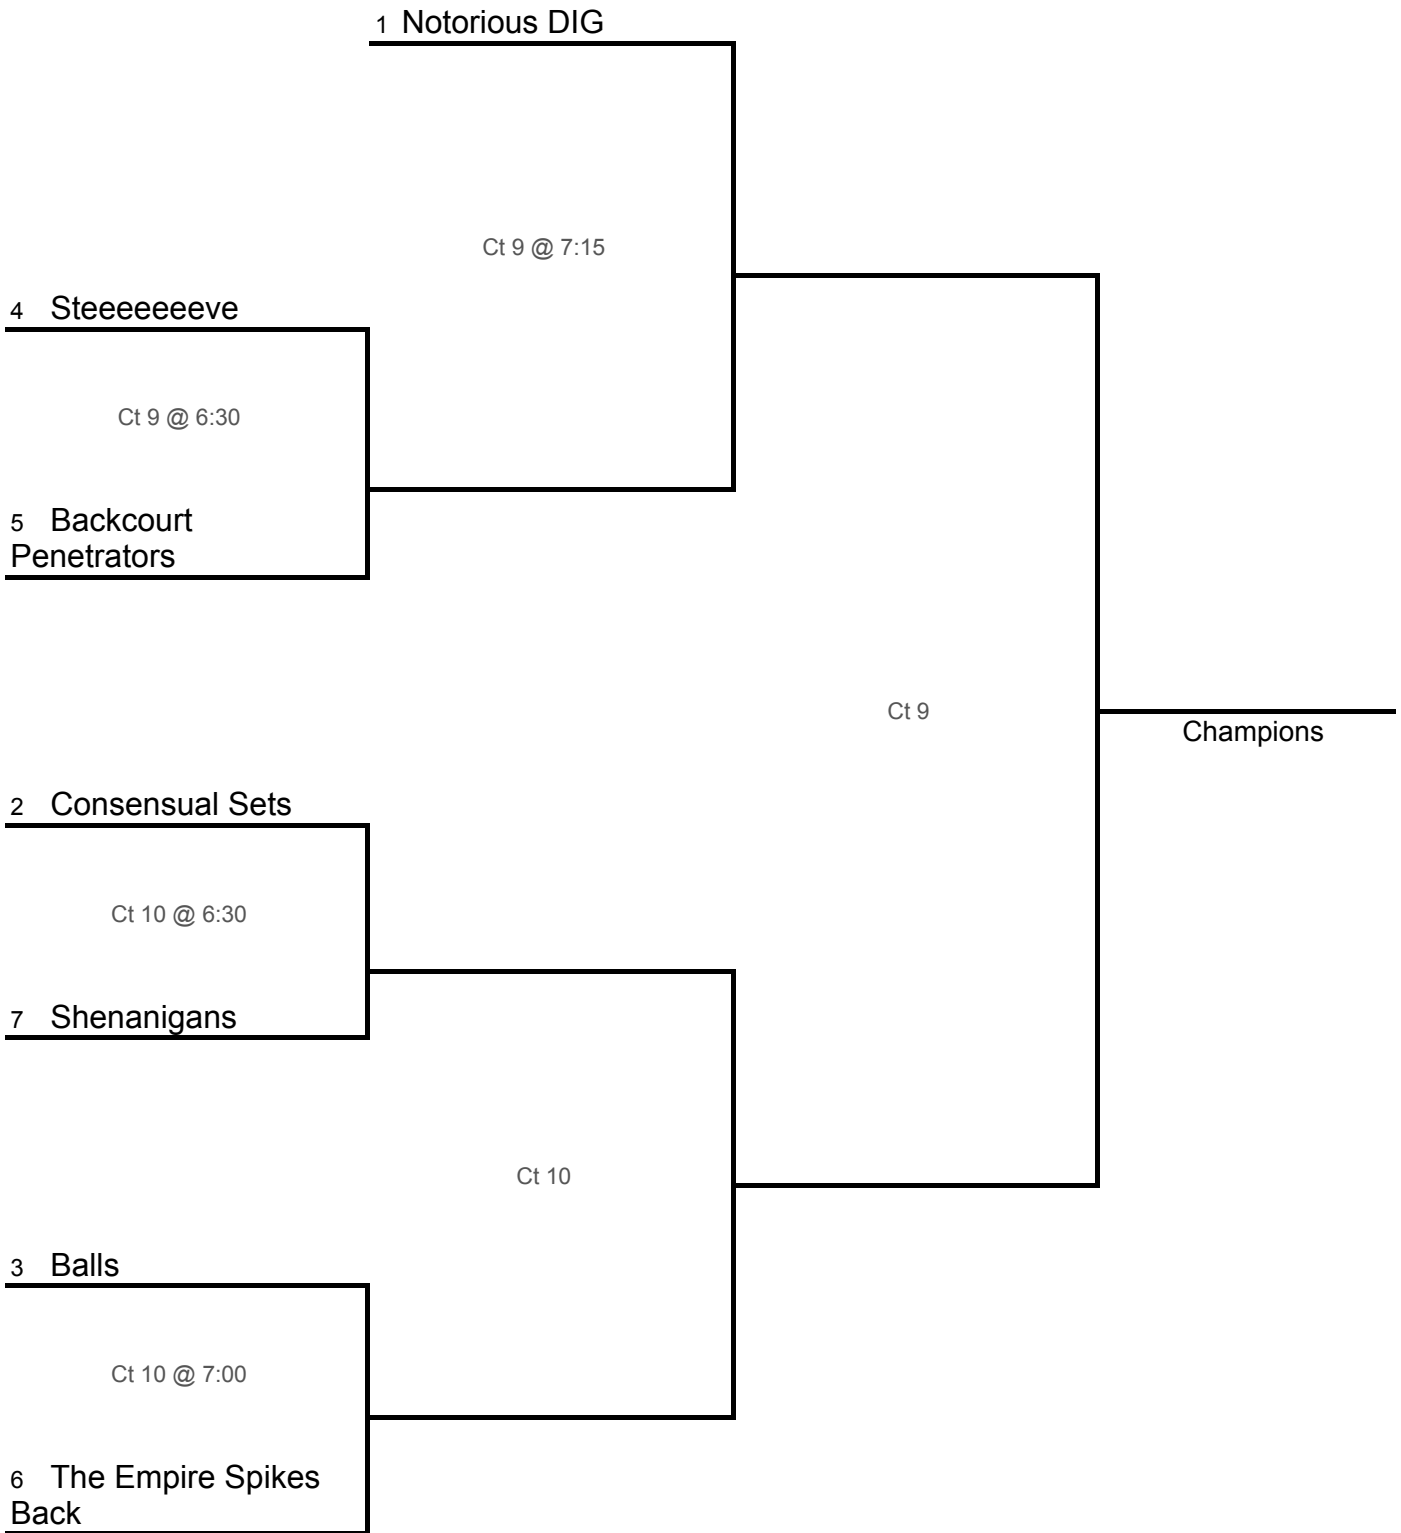 1 Notorious DIG
Ct 9 @ 7:15
4 Steeeeeeeve
Ct 9 @ 6:30
5 Backcourt
Penetrators
Ct 9
Champions
2 Consensual Sets
Ct 10 @ 6:30
7 Shenanigans
Ct 10
3 Balls
Ct 10 @ 7:00
6 The Empire Spikes
Back